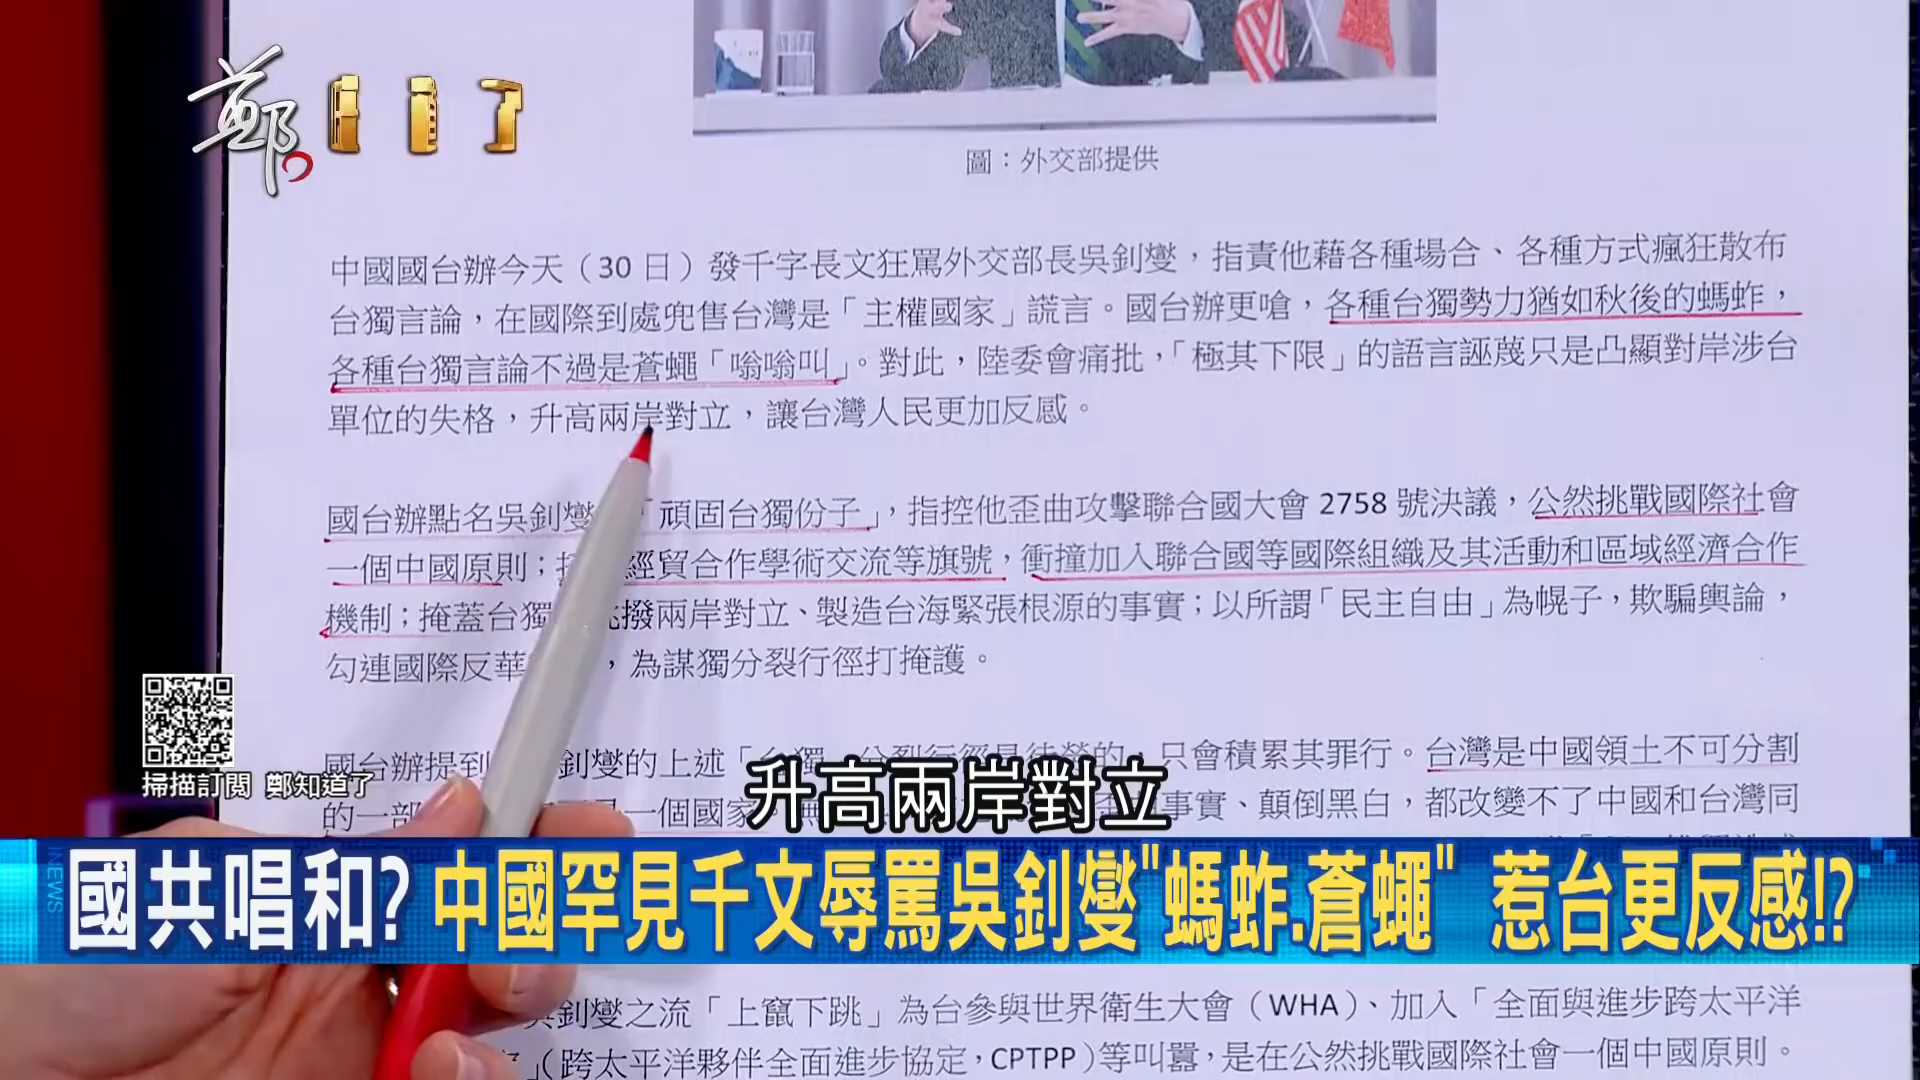 鄭知道了
圖：外交部提供
中國國台辦今天（30 日）發千字長文狂罵外交部長吳釗燮，指責他藉各種場合、各種方式瘋狂散布
台獨言論，在國際到處兜售台灣是「主權國家」謊言。國台辦更嗆，各種台獨勢力猶如秋後的螞蚱，
各種台獨言論不過是蒼蠅「嗡嗡叫」。對此，陸委會痛批，「極其下限」的語言誣蔑只是凸顯對岸涉台
單位的失格，升高兩岸對立，讓台灣人民更加反感。
國台辦點名吳釗燮 「頑固台獨份子」，指控他歪曲攻擊聯合國大會 2758 號決議，公然挑戰國際社會
一個中國原則； 經貿合作學術交流等旗號，衝撞加入聯合國等國際組織及其活動和區域經濟合作
機制；掩蓋台獨 挑撥兩岸對立、製造台海緊張根源的事實；以所謂「民主自由」為幌子，欺騙輿論，
勾連國際反華 ，為謀獨分裂行徑打掩護。
國台辦提到 釗燮的上述「台獨 分裂行徑是徒勞的，只會積累其罪行。台灣是中國領土不可分割
的一部 一個國家 事實、顛倒黑白，都改變不了中國和台灣同
掃描訂閱 鄭知道了
升高兩岸對立
NEWS
國共唱和? 中國罕見千文辱罵吳釗燮"螞蚱.蒼蠅" 惹台更反感!?
吳釗燮之流「上竄下跳」為台參與世界衛生大會（WHA）、加入「全面與進步跨太平洋
」（跨太平洋夥伴全面進步協定，CPTPP）等叫囂，是在公然挑戰國際社會一個中國原則。